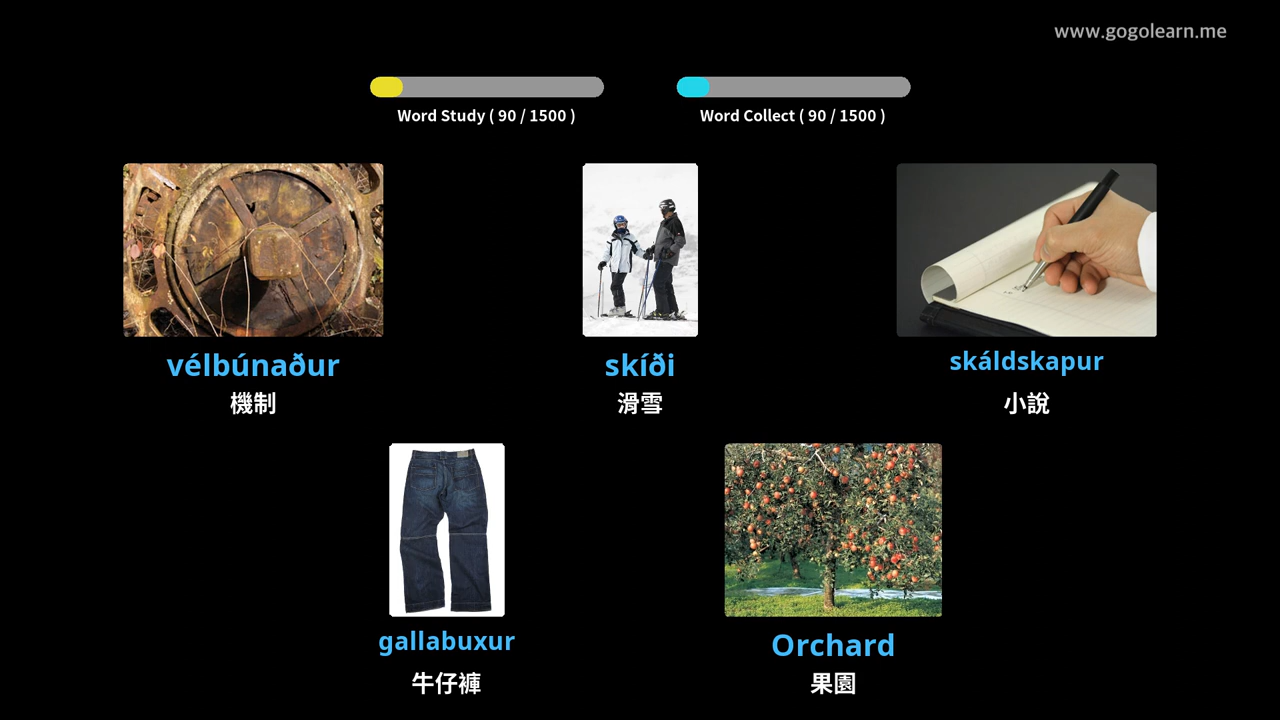 www.gogolearn.me
Word Study ( 90 / 1500 )
Word Collect ( 90 / 1500 )
vélbúnaður
機制
skíði
滑雪
skáldskapur
小說
gallabuxur
牛仔褲
Orchard
果園